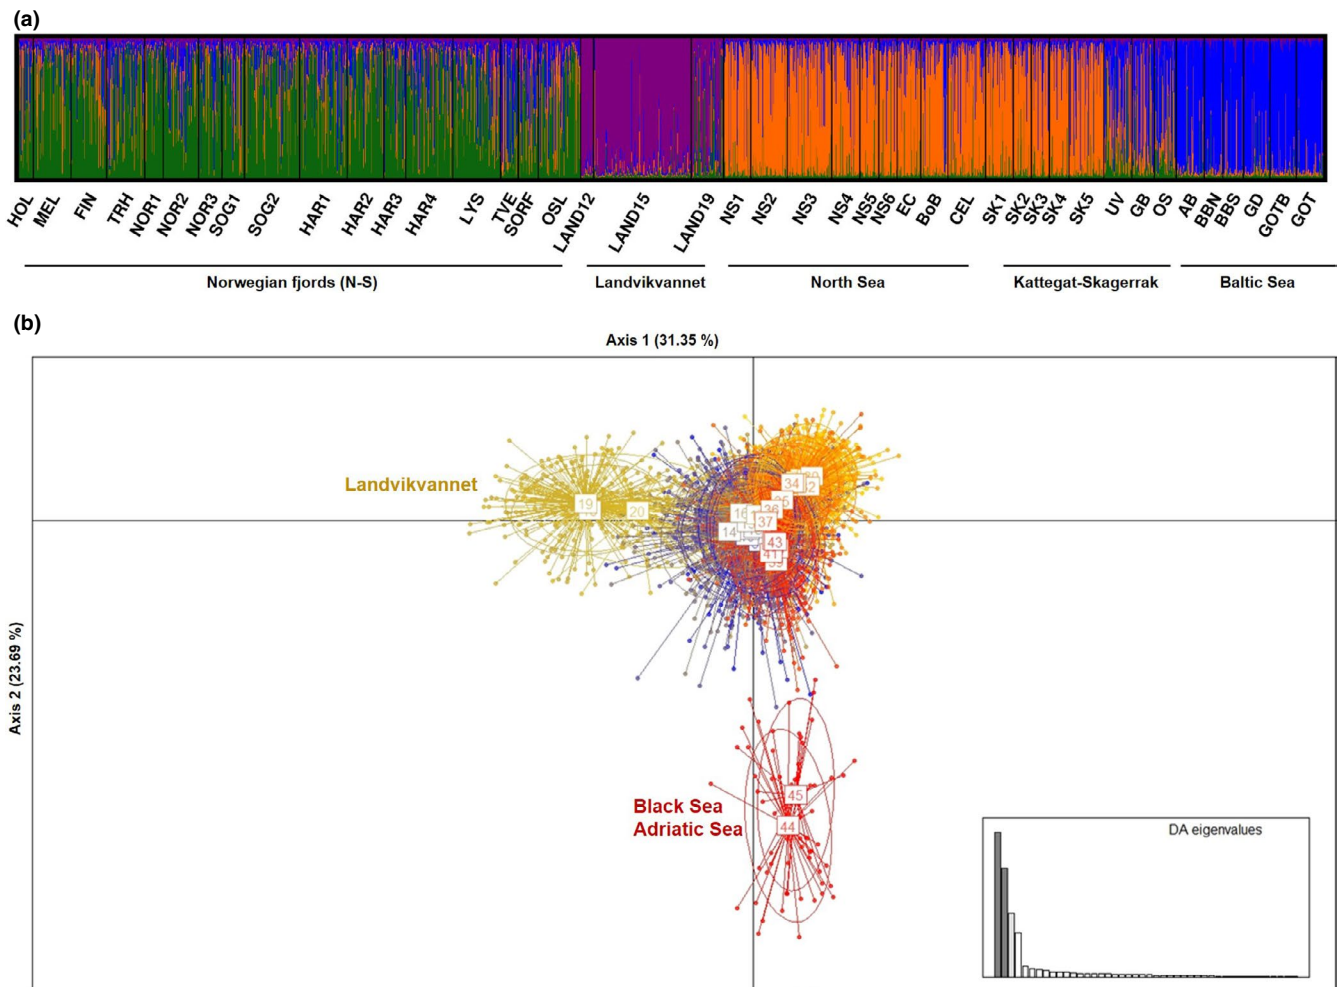 (a)
HOL MEL FIN TRH NOR1 NOR2 NOR3 SOG1 SOG2 HAR1 HAR2 HAR3 HAR4 LYS TVE SORF OSL LAND12 LAND15 LAND19 NS1 NS2 NS3 NS4 NS5 NS6 EC BoB CEL SK1 SK2 SK3 SK4 SK5 UV GB OS AB BBN BBS GD GOTB GOT
Norwegian fjords (N-S) Landvikvannet North Sea Kattegat-Skagerrak Baltic Sea
(b)
Axis 1 (31.35 %)
Axis 2 (23.69 %)
Landvikvannet
19
20
34
16
37
14
43
45
44
Black Sea
Adriatic Sea
DA eigenvalues